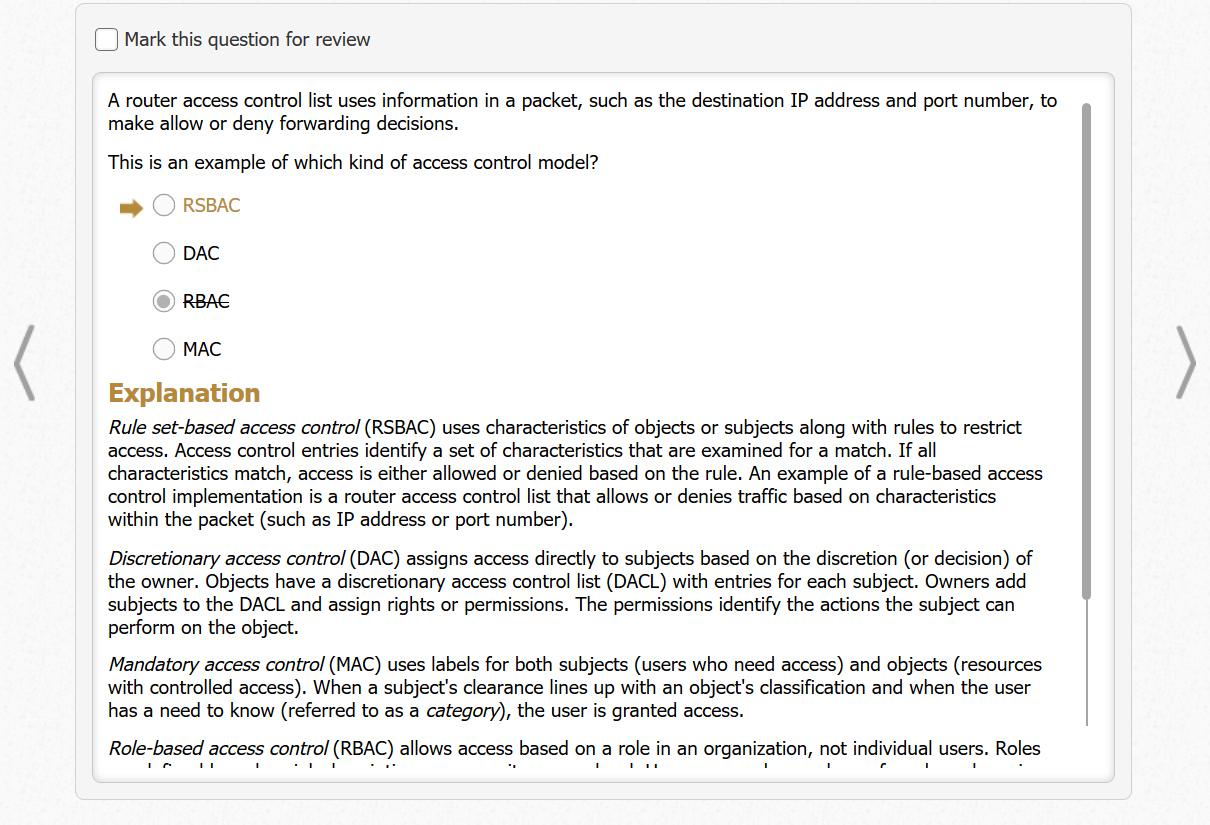 Mark this question for review
A router access control list uses information in a packet, such as the destination IP address and port number, to
make allow or deny forwarding decisions.
This is an example of which kind of access control model?
RSBAC
DAC
RBAC
MAC
Explanation
Rule set-based access control (RSBAC) uses characteristics of objects or subjects along with rules to restrict
access. Access control entries identify a set of characteristics that are examined for a match. If all
characteristics match, access is either allowed or denied based on the rule. An example of a rule-based access
control implementation is a router access control list that allows or denies traffic based on characteristics
within the packet (such as IP address or port number).
Discretionary access control (DAC) assigns access directly to subjects based on the discretion (or decision) of
the owner. Objects have a discretionary access control list (DACL) with entries for each subject. Owners add
subjects to the DACL and assign rights or permissions. The permissions identify the actions the subject can
perform on the object.
Mandatory access control (MAC) uses labels for both subjects (users who need access) and objects (resources
with controlled access). When a subject's clearance lines up with an object's classification and when the user
has a need to know (referred to as a category), the user is granted access.
Role-based access control (RBAC) allows access based on a role in an organization, not individual users. Roles